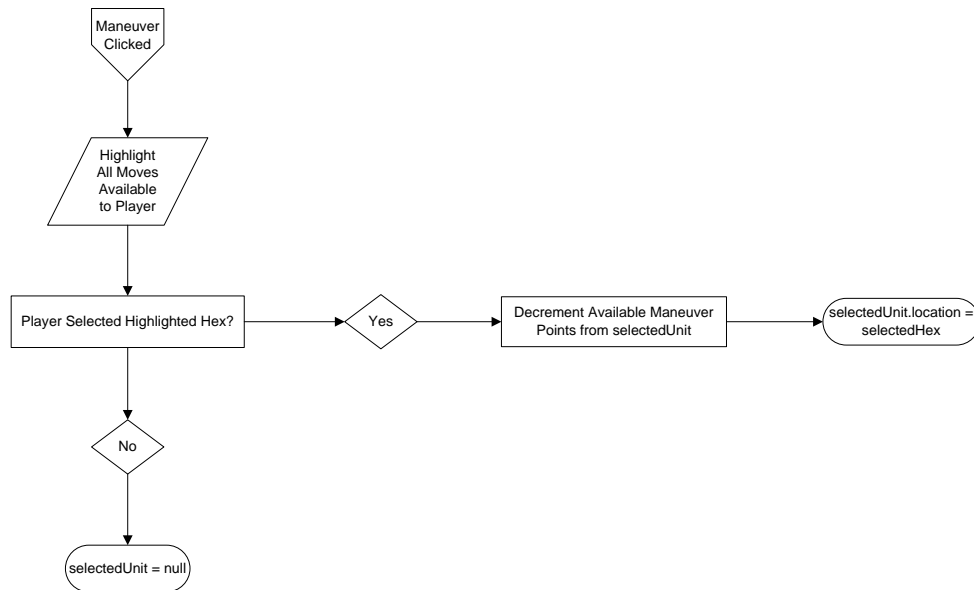 Maneuver
Clicked
Highlight
All Moves
Available
to Player
Player Selected Highlighted Hex?
Yes
Decrement Available Maneuver
Points from selectedUnit
selectedUnit.location =
selectedHex
No
selectedUnit = null